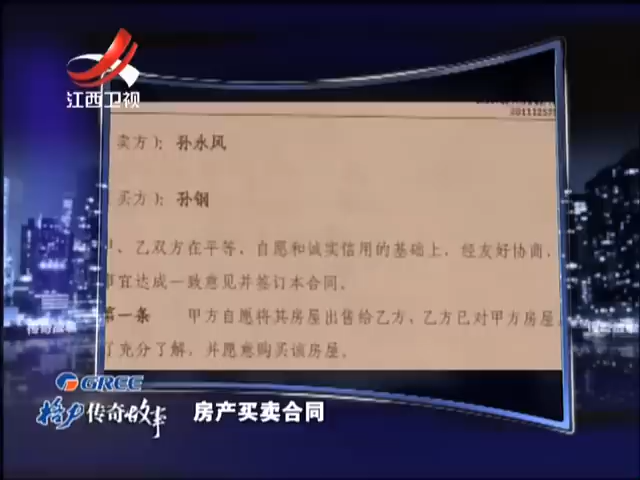 江西卫视
卖方）：孙永风
买方）：孙钢
、乙双方在平等、自愿和诚实信用的基础上，经友好协商，
事宜达成一致意见并签订本合同。
第一条 甲方自愿将其房屋出售给乙方，乙方已对甲方房屋
了充分了解，并愿意购买该房屋。
GREE
格力传奇故事 房产买卖合同